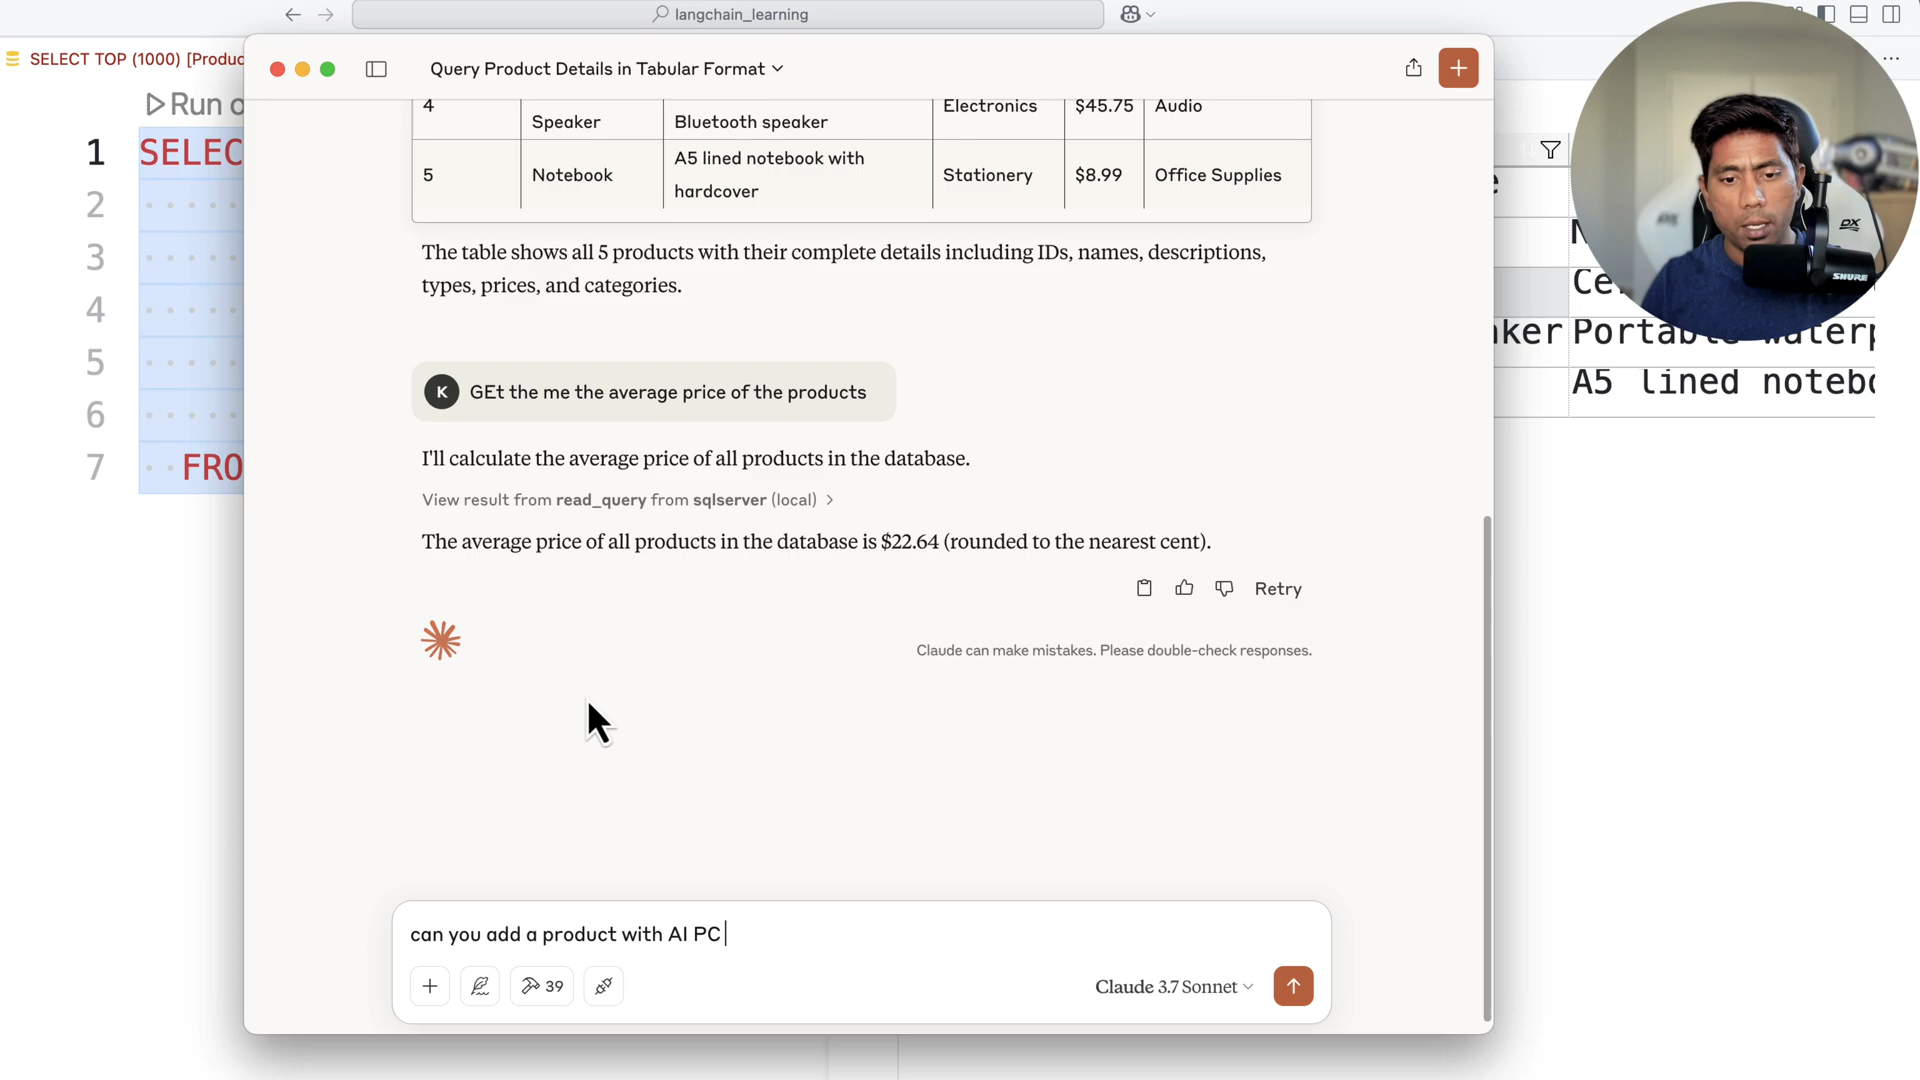 langchain_learning
SELECT TOP (1000) [Produc
Run o
1 SELEC
2
3
4
5
6
7 FRO
Query Product Details in Tabular Format
4 Speaker Bluetooth speaker Electronics $45.75 Audio
5 Notebook A5 lined notebook with hardcover Stationery $8.99 Office Supplies
The table shows all 5 products with their complete details including IDs, names, descriptions,
types, prices, and categories.
K GEt the me the average price of the products
I'll calculate the average price of all products in the database.
View result from read_query from sqlserver (local)
The average price of all products in the database is $22.64 (rounded to the nearest cent).
Retry
Claude can make mistakes. Please double-check responses.
can you add a product with AI PC
39
Claude 3.7 Sonnet
Ce
aker Portable waterp
A5 lined notebo
DX
SHURE